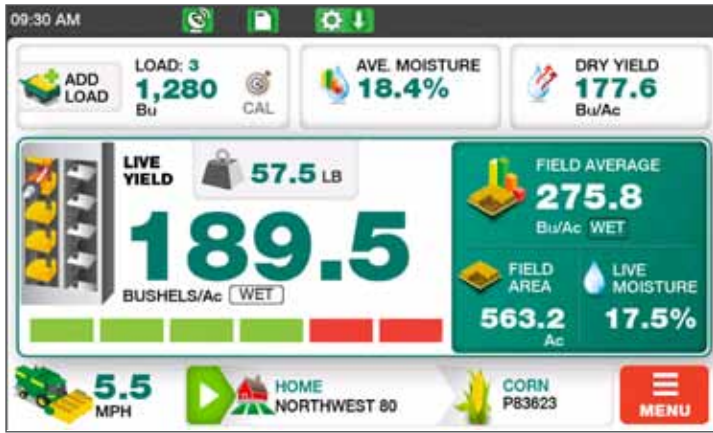 09:30 AM
ADD
LOAD
LOAD: 3
1,280
Bu
CAL
AVE. MOISTURE
18.4%
DRY YIELD
177.6
Bu/Ac
LIVE
YIELD
57.5 LB
189.5
BUSHELS/Ac WET
FIELD AVERAGE
275.8
Bu/Ac WET
FIELD
AREA
563.2
Ac
LIVE
MOISTURE
17.5%
5.5
MPH
HOME
NORTHWEST 80
CORN
P83623
MENU